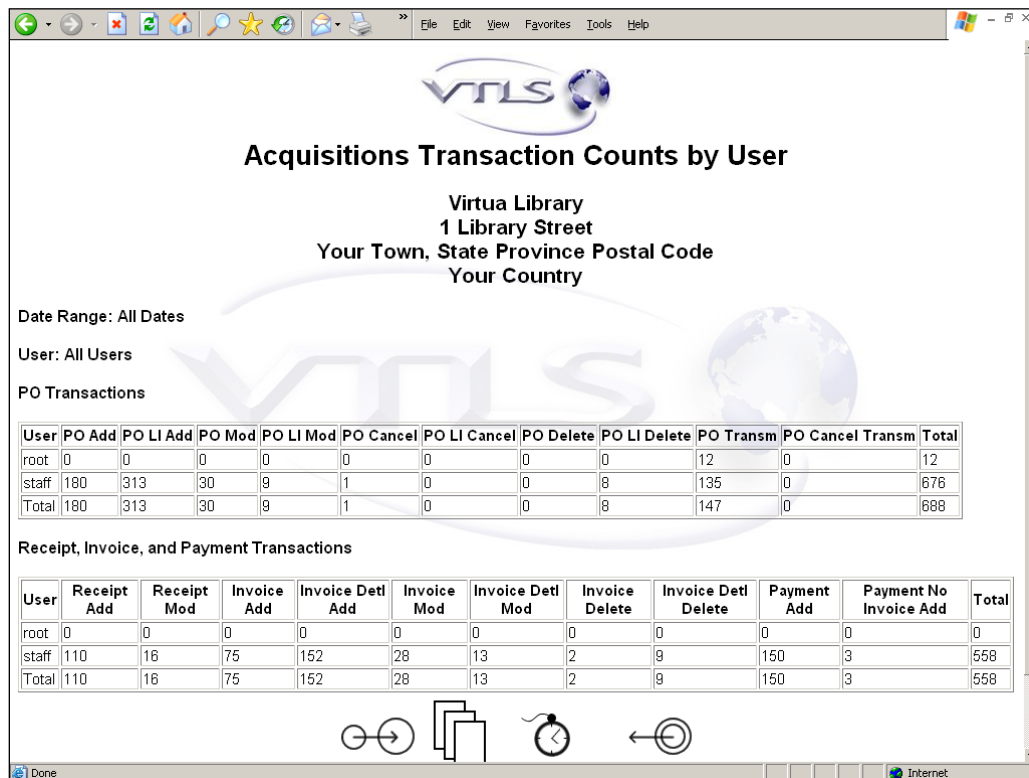 » File Edit View Favorites Tools Help
VTLS
Acquisitions Transaction Counts by User
Virtua Library
1 Library Street
Your Town, State Province Postal Code
Your Country
Date Range: All Dates
User: All Users
PO Transactions
User PO Add PO LI Add PO Mod PO LI Mod PO Cancel PO LI Cancel PO Delete PO LI Delete PO Transm PO Cancel Transm Total
root 0 0 0 0 0 0 0 0 12 0 12
staff 180 313 30 9 1 0 0 8 135 0 676
Total 180 313 30 9 1 0 0 8 147 0 688
Receipt, Invoice, and Payment Transactions
User Receipt Add Receipt Mod Invoice Add Invoice Detl Add Invoice Mod Invoice Detl Mod Invoice Delete Invoice Detl Delete Payment Add Payment No Invoice Add Total
root 0 0 0 0 0 0 0 0 0 0 0
staff 110 16 75 152 28 13 2 9 150 3 558
Total 110 16 75 152 28 13 2 9 150 3 558
Done Internet